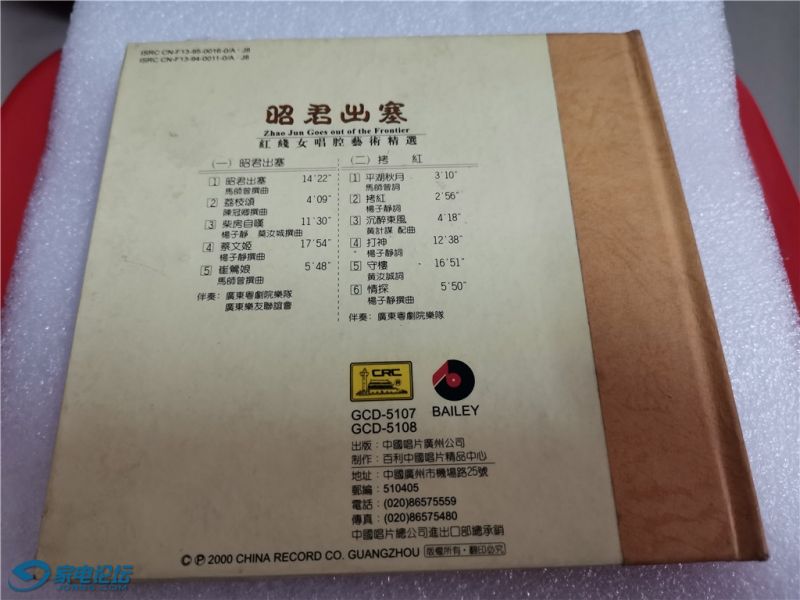 ISRC CN-F13-85-0016-0/A·J8
ISRC CN-F13-94-0011-0/A·J8
昭君出塞
Zhao Jun Goes out of the Frontier
紅綫女唱腔藝術精選
(一) 昭君出塞
1 昭君出塞 14'22"
馬師曾撰曲
2 荔枝頌 4'09"
陳冠卿撰曲
3 柴房自嘆 11'30"
楊子靜 莫汝城撰曲
4 蔡文姬 17'54"
楊子靜撰曲
5 崔鶯娘 5'48"
馬師曾撰曲
伴奏: 廣東粵劇院樂隊
廣東樂友聯誼會
(二) 拷 紅
1 平湖秋月 3'10"
馬師曾詞
2 拷紅 2'56"
楊子靜詞
3 沉醉東風 4'18"
黃計謀 配曲
4 打神 12'38"
楊子靜詞
5 守樓 16'51"
黃汝誠詞
6 情探 5'50"
楊子靜撰曲
伴奏: 廣東粵劇院樂隊
CRC
GCD-5107
GCD-5108
BAILEY
出版: 中國唱片廣州公司
制作: 百利中國唱片精品中心
地址: 中國廣州市機場路25號
郵編: 510405
電話: (020)86575559
傳真: (020)86575480
中國唱片總公司進出口部總承銷
© ℗ 2000 CHINA RECORD CO. GUANGZHOU 版權所有·翻印必究
家电论坛